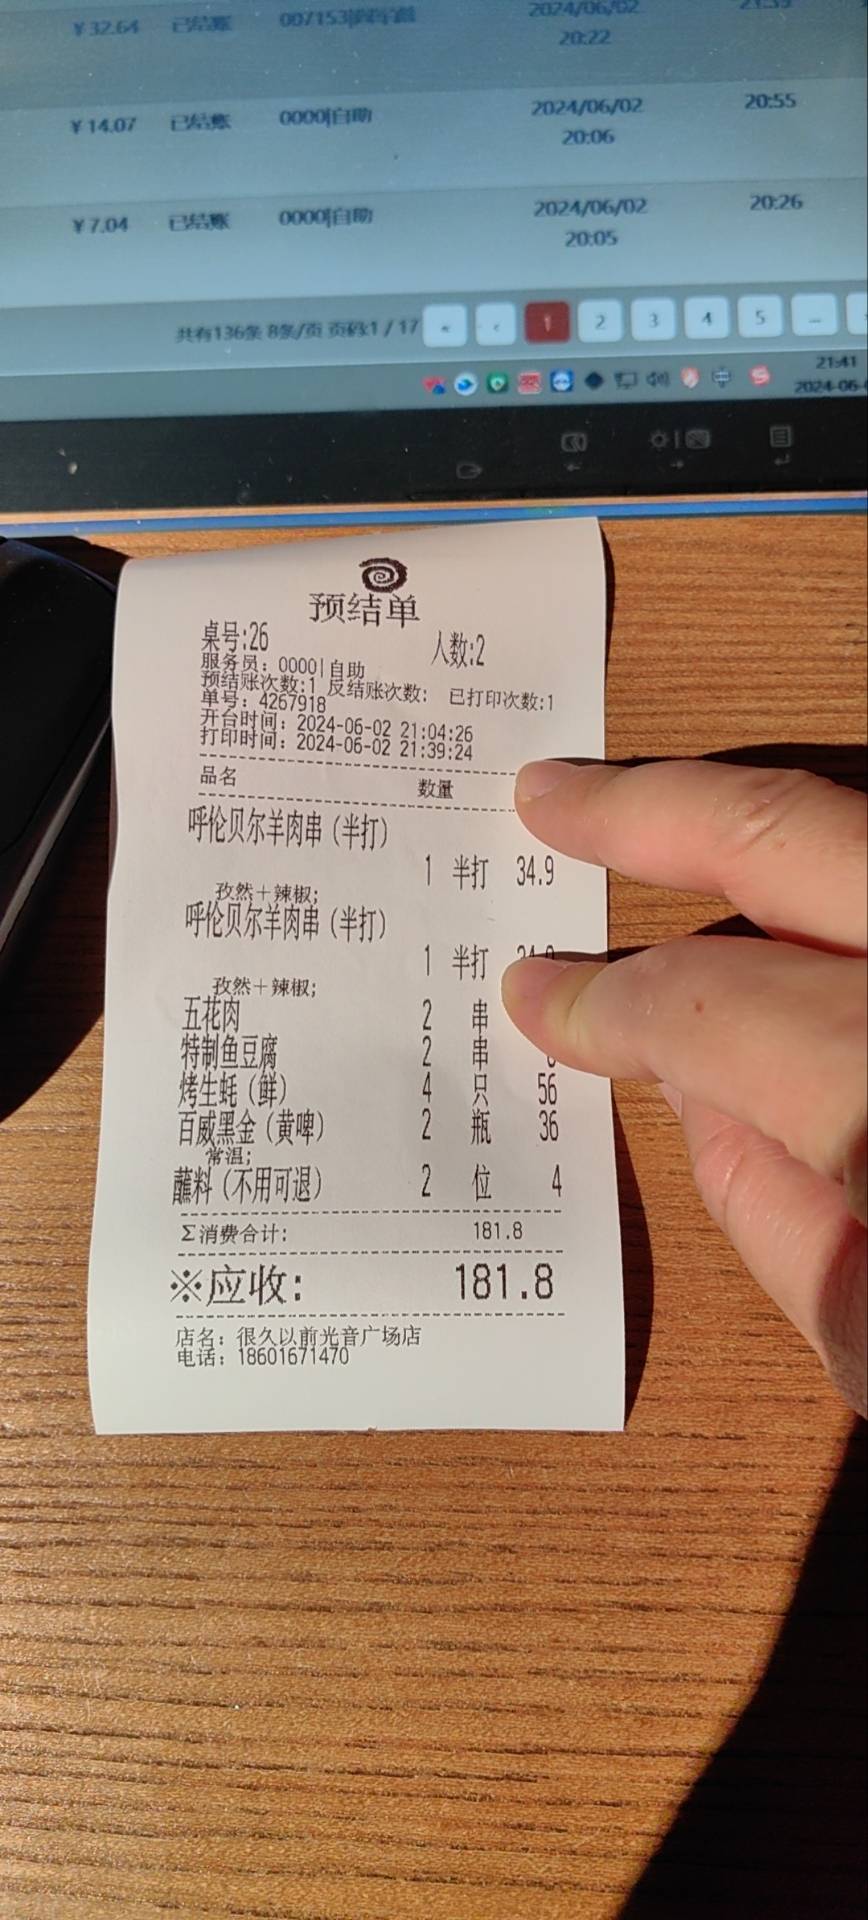 ¥32.64 已结账 007153 2024/06/02 21:39
20:22
¥14.07 已结账 0000|自助 2024/06/02 20:55
20:06
¥7.04 已结账 0000|自助 2024/06/02 20:26
20:05
共有136条 8条/页 页码:1 / 17 « ‹ 1 2 3 4 5 ...
21:41
2024-06-
预结单
桌号:26 人数:2
服务员: 0000|自助
预结账次数:1 反结账次数: 已打印次数:1
单号: 4267918
开台时间: 2024-06-02 21:04:26
打印时间: 2024-06-02 21:39:24
品名 数量
呼伦贝尔羊肉串(半打)
1 半打 34.9
孜然+辣椒;
呼伦贝尔羊肉串(半打)
1 半打
孜然+辣椒;
五花肉 2 串
特制鱼豆腐 2 串
烤生蚝(鲜) 4 只 56
百威黑金(黄啤) 2 瓶 36
常温;
蘸料(不用可退) 2 位 4
Σ消费合计: 181.8
※应收: 181.8
店名: 很久以前光音广场店
电话: 18601671470